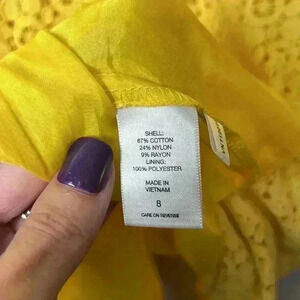 SHELL:
67% COTTON
24% NYLON
9% RAYON
LINING:
100% POLYESTER
MADE IN
VIETNAM
8
CARE ON REVERSE